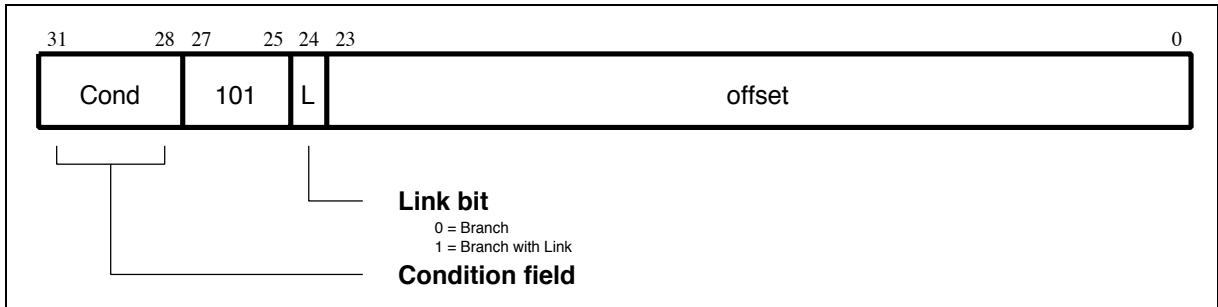 31 28 27 25 24 23 0
Cond 101 L offset
Link bit
0 = Branch
1 = Branch with Link
Condition field